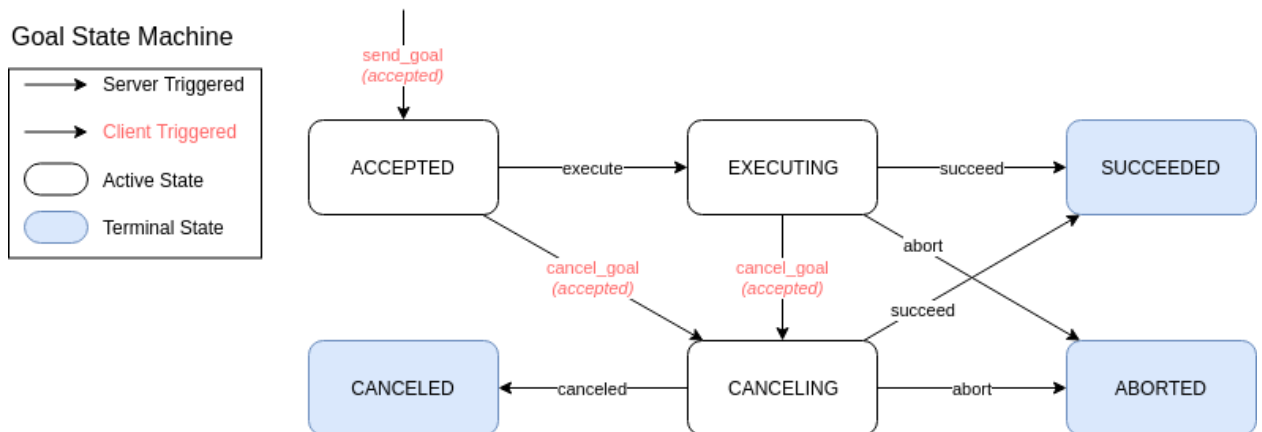 Goal State Machine
Server Triggered
Client Triggered
Active State
Terminal State
send_goal
(accepted)
ACCEPTED
execute
EXECUTING
succeed
SUCCEEDED
cancel_goal
(accepted)
cancel_goal
(accepted)
abort
succeed
CANCELED
canceled
CANCELING
abort
ABORTED